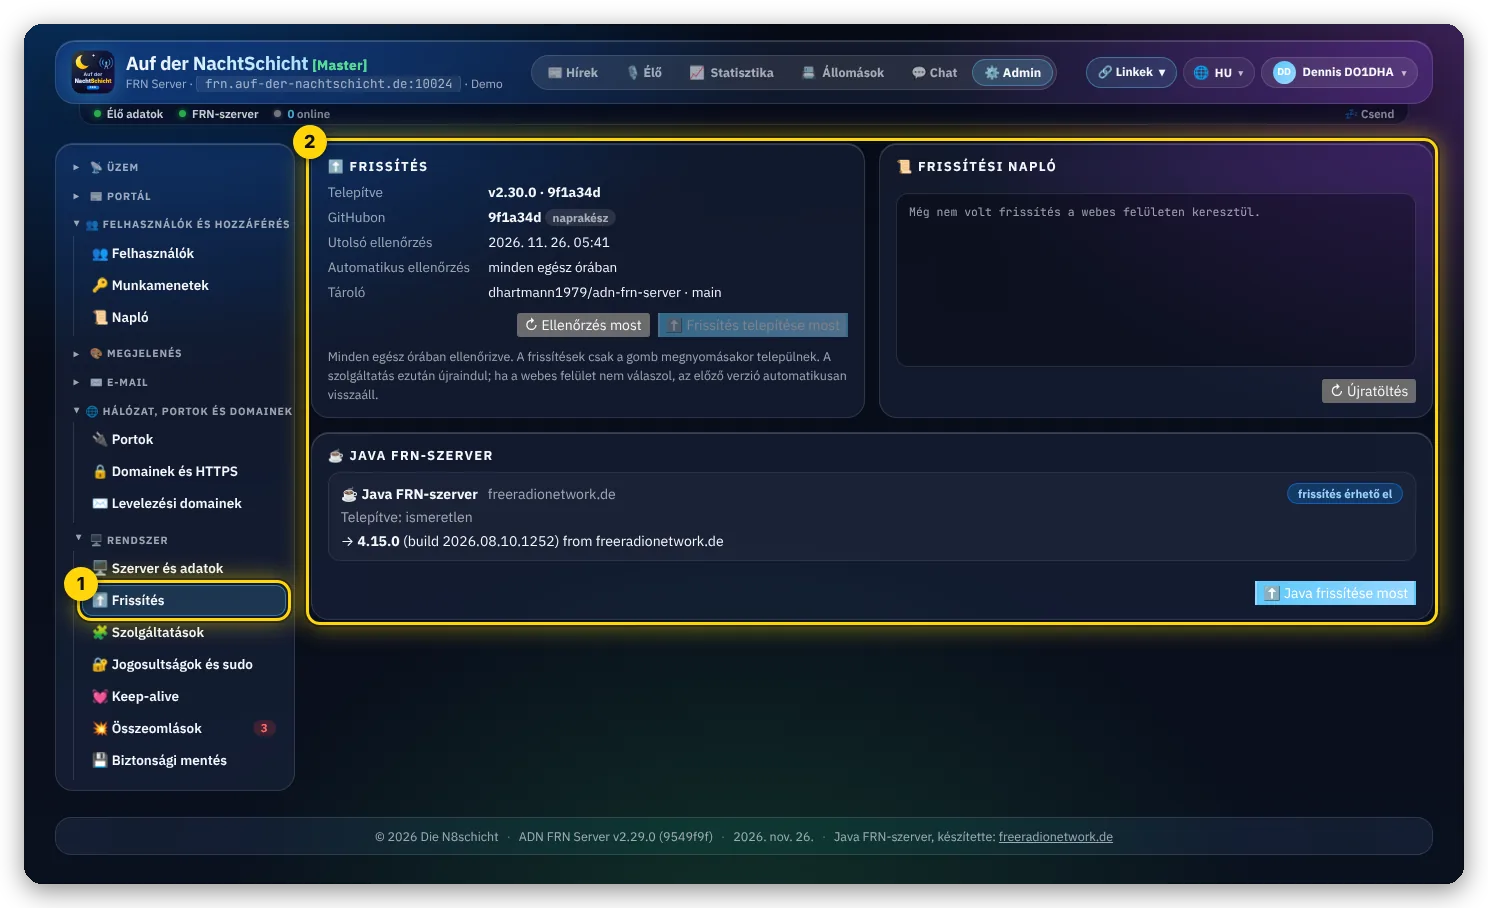 Auf der NachtSchicht [Master]
FRN Server · frn.auf-der-nachtschicht.de:10024 · Demo
Hírek
Élő
Statisztika
Állomások
Chat
Admin
Linkek ▾
HU ▾
DD Dennis DO1DHA ▾
Élő adatok
FRN-szerver
0 online
Csend
ÜZEM
PORTÁL
FELHASZNÁLÓK ÉS HOZZÁFÉRÉS
Felhasználók
Munkamenetek
Napló
MEGJELENÉS
E-MAIL
HÁLÓZAT, PORTOK ÉS DOMAINEK
Portok
Domainek és HTTPS
Levelezési domainek
RENDSZER
Szerver és adatok
1
Frissítés
Szolgáltatások
Jogosultságok és sudo
Keep-alive
Összeomlások 3
Biztonsági mentés
2
FRISSÍTÉS
Telepítve v2.30.0 · 9f1a34d
GitHubon 9f1a34d naprakész
Utolsó ellenőrzés 2026. 11. 26. 05:41
Automatikus ellenőrzés minden egész órában
Tároló dhartmann1979/adn-frn-server · main
↻ Ellenőrzés most
Frissítés telepítése most
Minden egész órában ellenőrizve. A frissítések csak a gomb megnyomásakor települnek. A
szolgáltatás ezután újraindul; ha a webes felület nem válaszol, az előző verzió automatikusan
visszaáll.
FRISSÍTÉSI NAPLÓ
Még nem volt frissítés a webes felületen keresztül.
↻ Újratöltés
JAVA FRN-SZERVER
Java FRN-szerver freeradionetwork.de
frissítés érhető el
Telepítve: ismeretlen
→ 4.15.0 (build 2026.08.10.1252) from freeradionetwork.de
Java frissítése most
© 2026 Die N8schicht · ADN FRN Server v2.29.0 (9549f9f) · 2026. nov. 26. · Java FRN-szerver, készítette: freeradionetwork.de